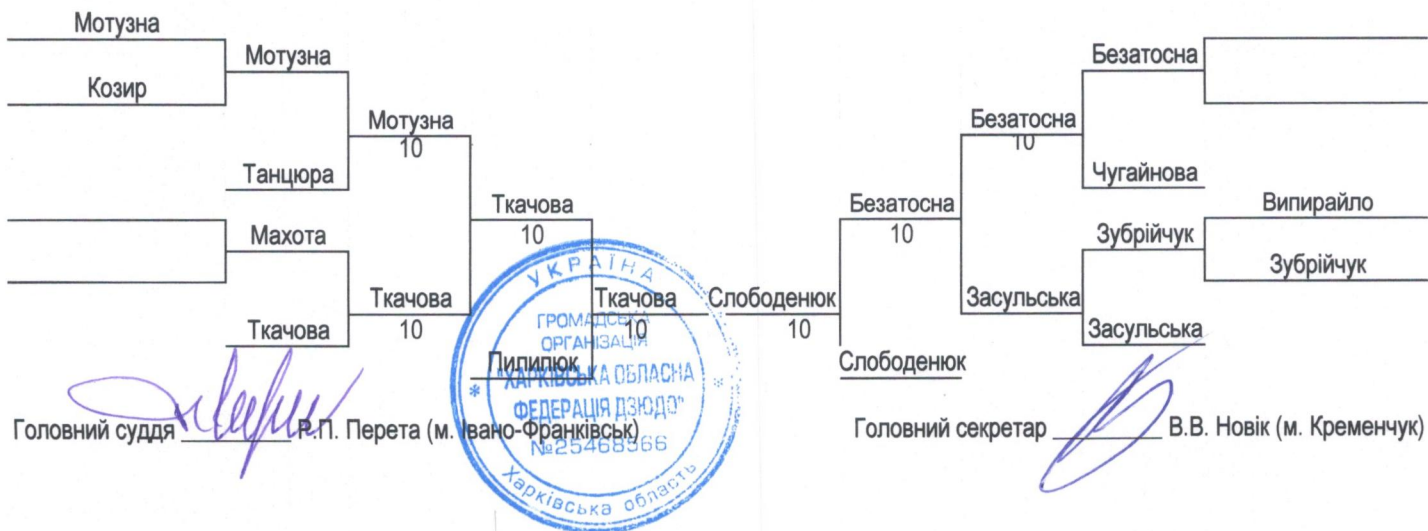 Мотузна
Мотузна
Козир
Мотузна
10
Танцюра
Ткачова
10
Махота
Ткачова
10
Ткачова
Ткачова
10
Пилипюк
Безатосна
Безатосна
10
Чугайнова
Безатосна
10
Випирайло
Зубрійчук
Зубрійчук
Засульська
Засульська
Слободенюк
10
Слободенюк
УКРАЇНА
ГРОМАДСЬКА
ОРГАНІЗАЦІЯ
"ХАРКІВСЬКА ОБЛАСНА
ФЕДЕРАЦІЯ ДЗЮДО"
№25468566
Харківська область
Головний суддя Р.П. Перета (м. Івано-Франківськ)
Головний секретар В.В. Новік (м. Кременчук)